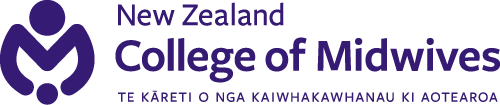 New Zealand
College of Midwives
TE KĀRETI O NGA KAIWHAKAWHANAU KI AOTEAROA